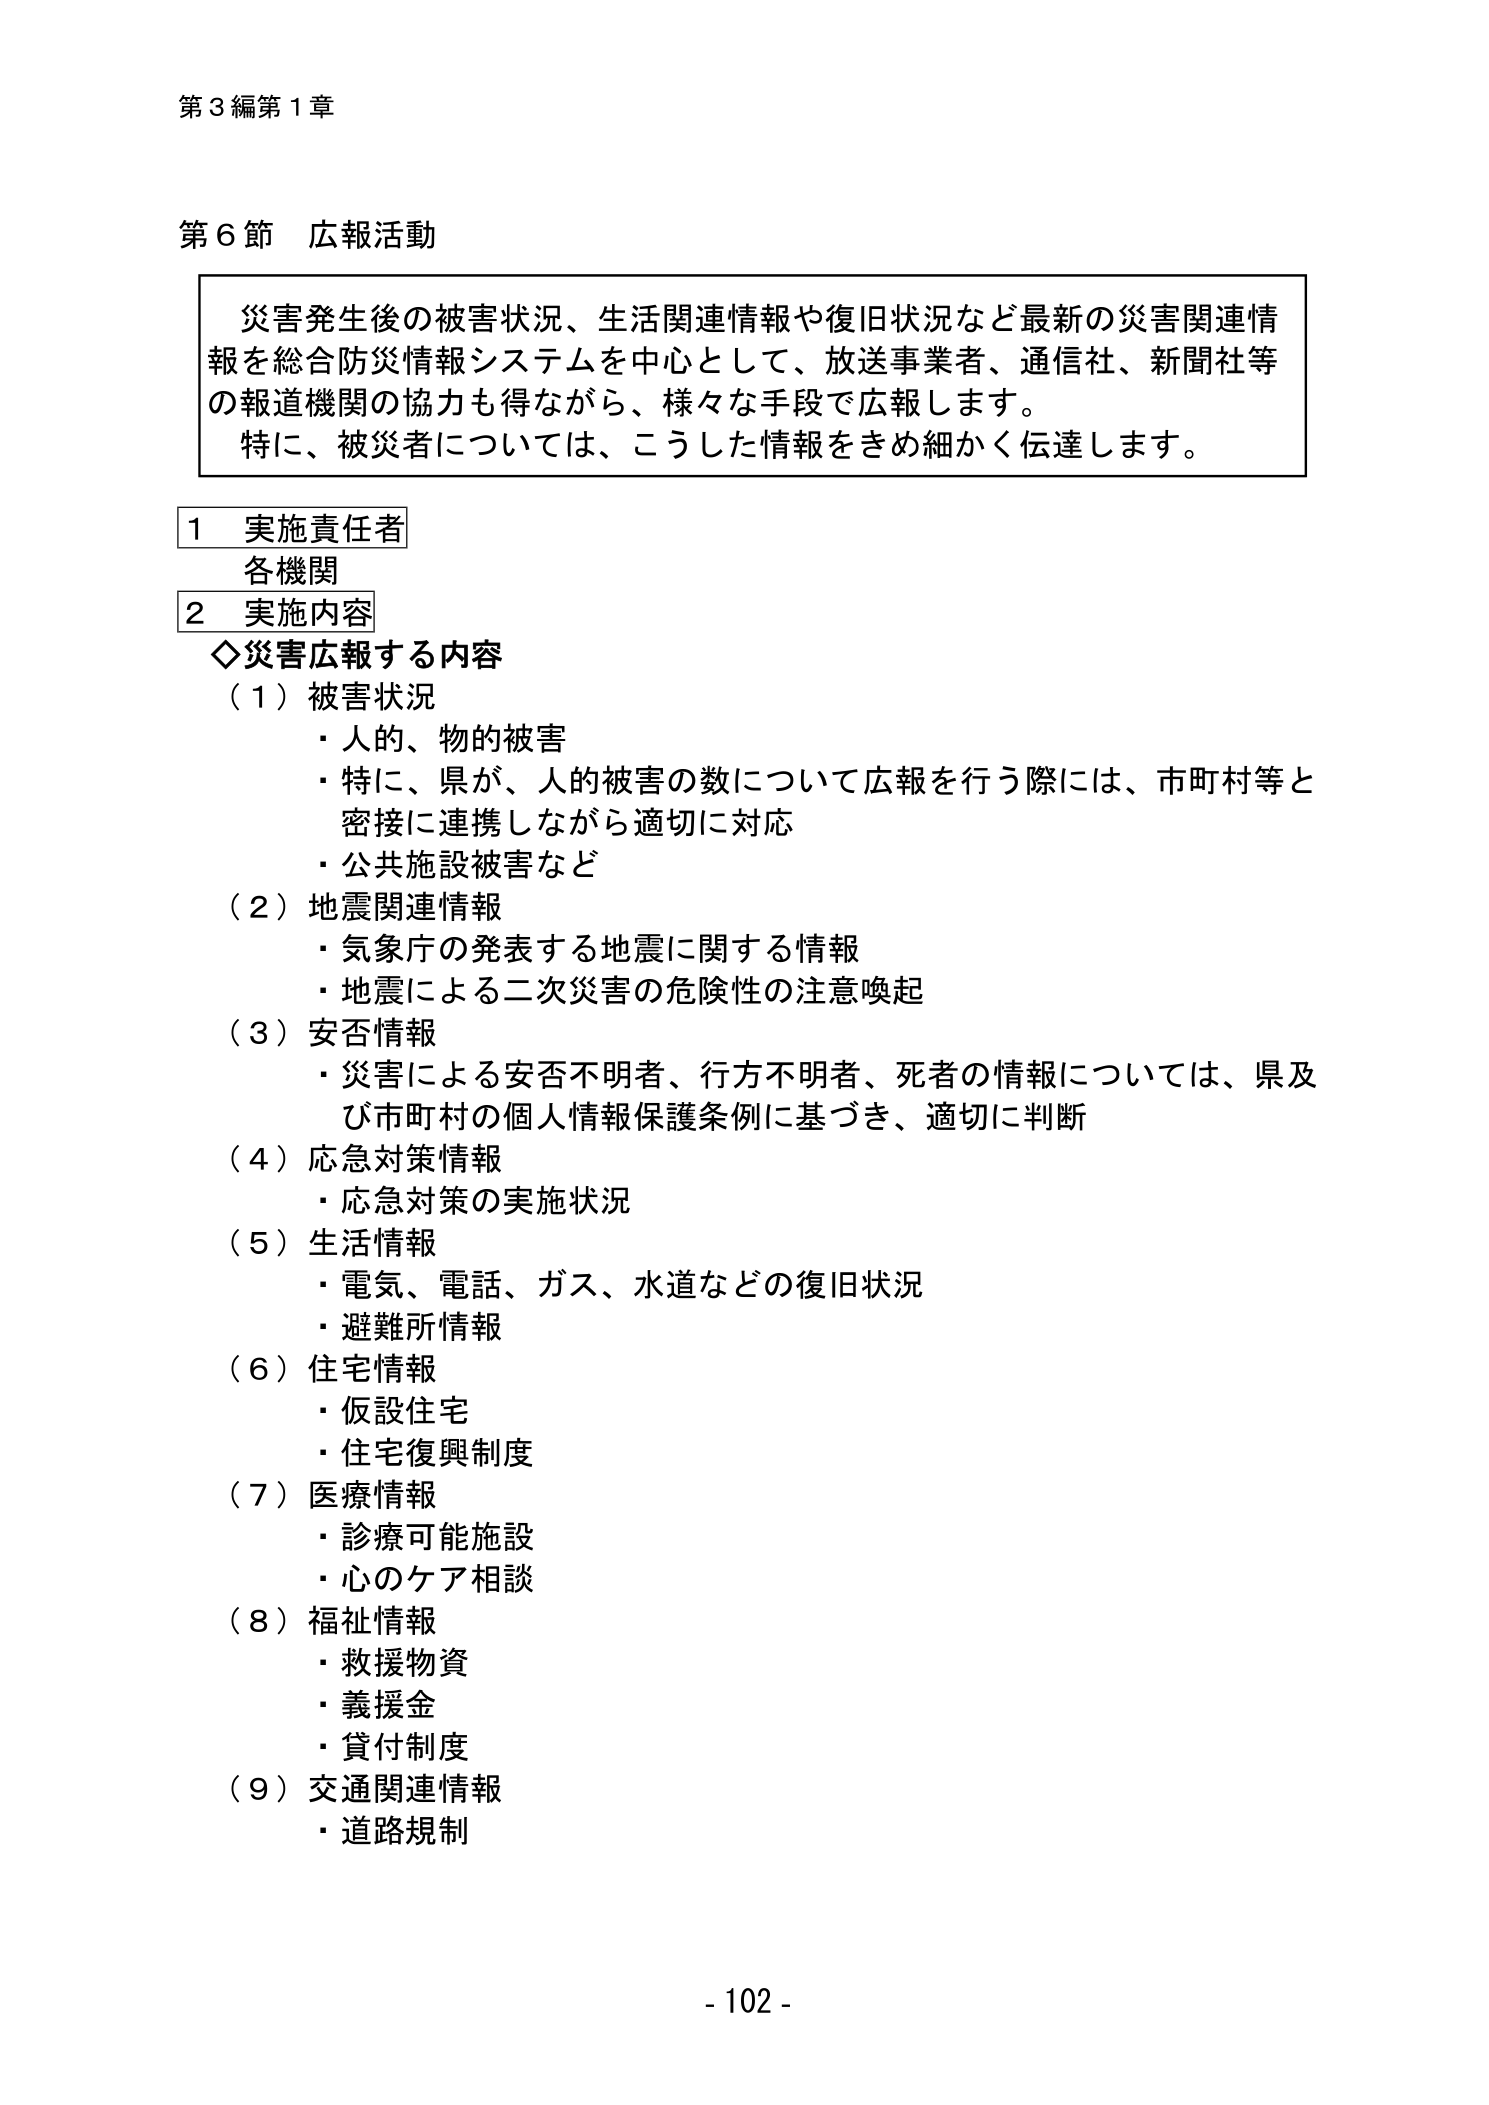 第３編第１章
第６節　広報活動
災害発生後の被害状況、生活関連情報や復旧状況など最新の災害関連情
報を総合防災情報システムを中心として、放送事業者、通信社、新聞社等
の報道機関の協力も得ながら、様々な手段で広報します。
特に、被災者については、こうした情報をきめ細かく伝達します。
１　実施責任者
各機関
２　実施内容
◇災害広報する内容
（１）被害状況
・人的、物的被害
・特に、県が、人的被害の数について広報を行う際には、市町村等と
密接に連携しながら適切に対応
・公共施設被害など
（２）地震関連情報
・気象庁の発表する地震に関する情報
・地震による二次災害の危険性の注意喚起
（３）安否情報
・災害による安否不明者、行方不明者、死者の情報については、県及
び市町村の個人情報保護条例に基づき、適切に判断
（４）応急対策情報
・応急対策の実施状況
（５）生活情報
・電気、電話、ガス、水道などの復旧状況
・避難所情報
（６）住宅情報
・仮設住宅
・住宅復興制度
（７）医療情報
・診療可能施設
・心のケア相談
（８）福祉情報
・救援物資
・義援金
・貸付制度
（９）交通関連情報
・道路規制
- 102 -